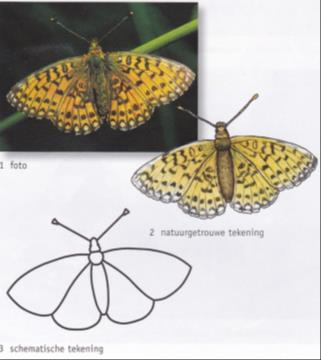 1 foto
2 natuurgetrouwe tekening
3 schematische tekening